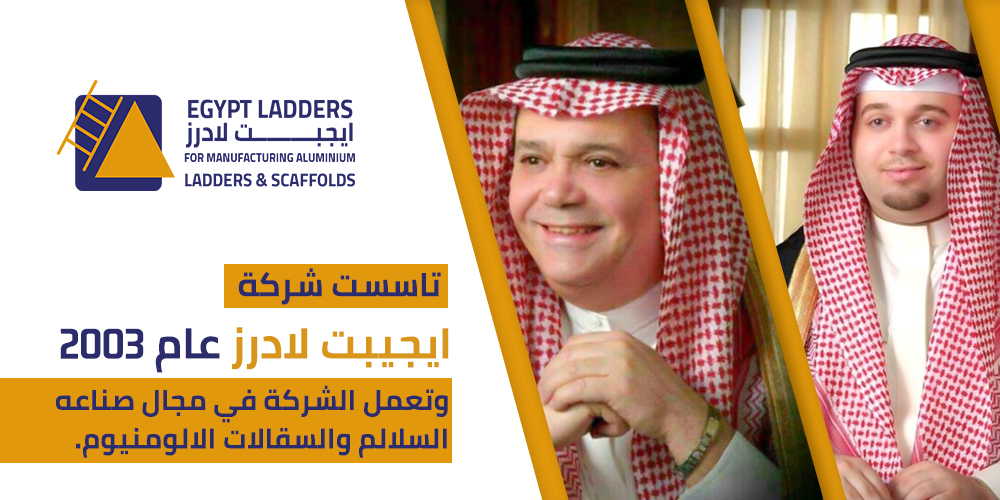 EGYPT LADDERS
ايجبت لادرز
FOR MANUFACTURING ALUMINIUM
LADDERS & SCAFFOLDS
تاسست شركة
ايجيبت لادرز عام 2003
وتعمل الشركة في مجال صناعه
السلالم والسقالات الالومنيوم.